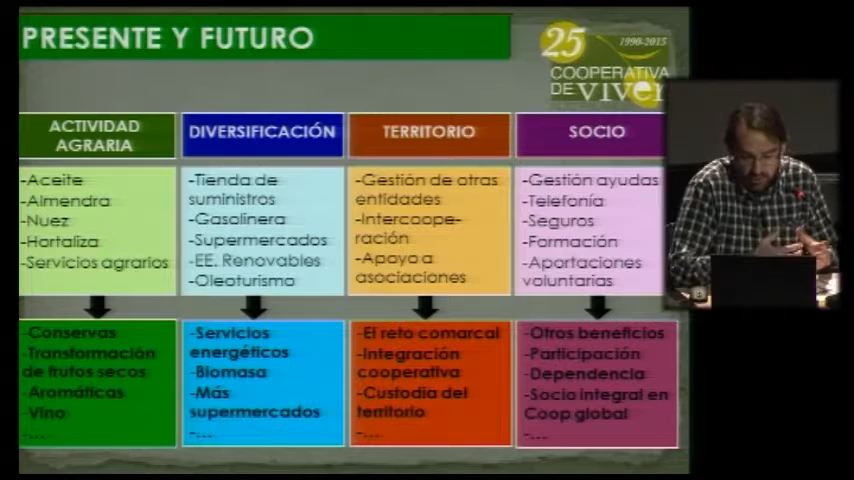 PRESENTE Y FUTURO
25
1990-2015
COOPERATIVA
DE viver
ACTIVIDAD
AGRARIA
-Aceite
-Almendra
-Nuez
-Hortaliza
-Servicios agrarios
-Conservas
-Transformación
de frutos secos
-Aromáticas
-Vino
-...
DIVERSIFICACIÓN
-Tienda de
suministros
-Gasolinera
-Supermercados
-EE. Renovables
-Oleoturismo
-Servicios
energéticos
-Biomasa
-Más
supermercados
-...
TERRITORIO
-Gestión de otras
entidades
-Intercoope-
ración
-Apoyo a
asociaciones
-El reto comarcal
-Integración
cooperativa
-Custodia del
territorio
-...
SOCIO
-Gestión ayudas
-Telefonía
-Seguros
-Formación
-Aportaciones
voluntarias
-Otros beneficios
-Participación
-Dependencia
-Socio integral en
Coop global
-...